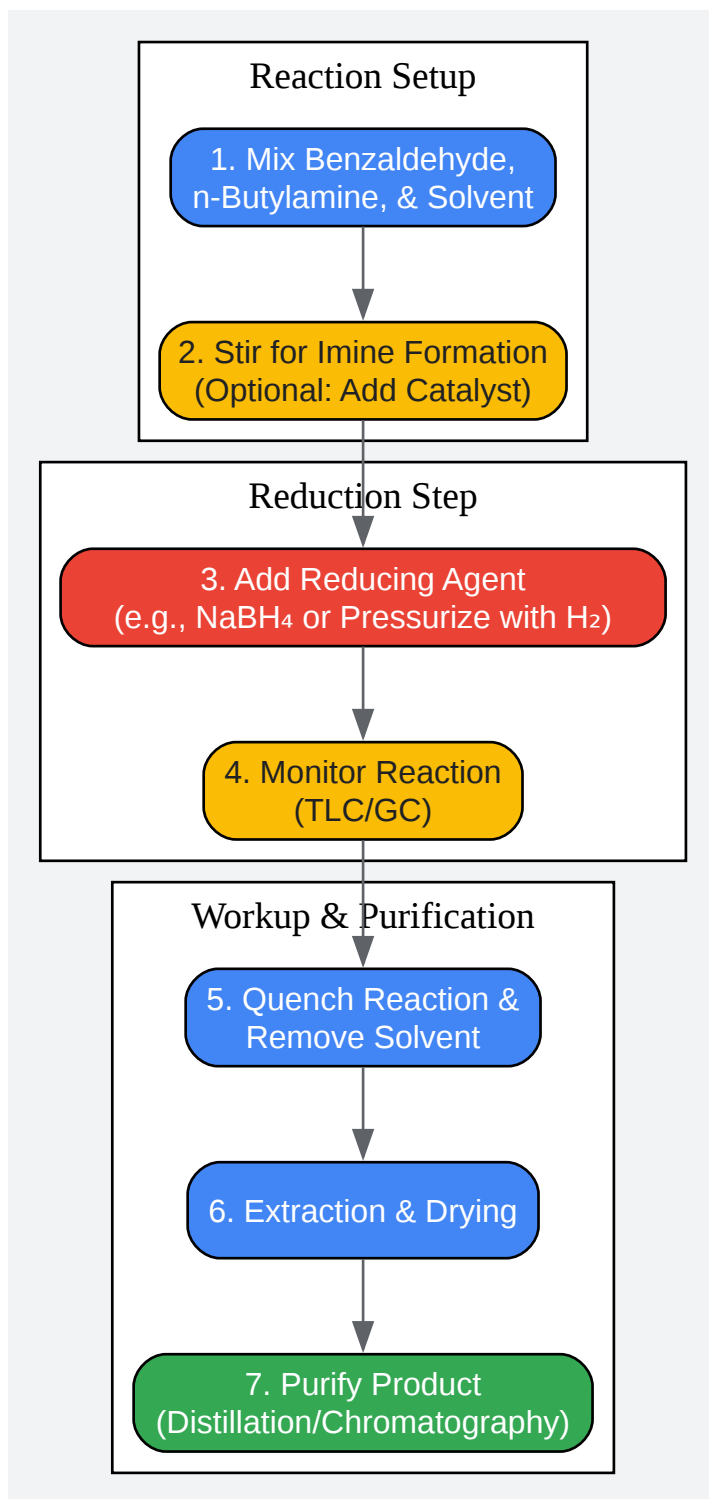 Reaction Setup
1. Mix Benzaldehyde,
n-Butylamine, & Solvent
2. Stir for Imine Formation
(Optional: Add Catalyst)
Reduction Step
3. Add Reducing Agent
(e.g., NaBH₄ or Pressurize with H₂)
4. Monitor Reaction
(TLC/GC)
Workup & Purification
5. Quench Reaction &
Remove Solvent
6. Extraction & Drying
7. Purify Product
(Distillation/Chromatography)